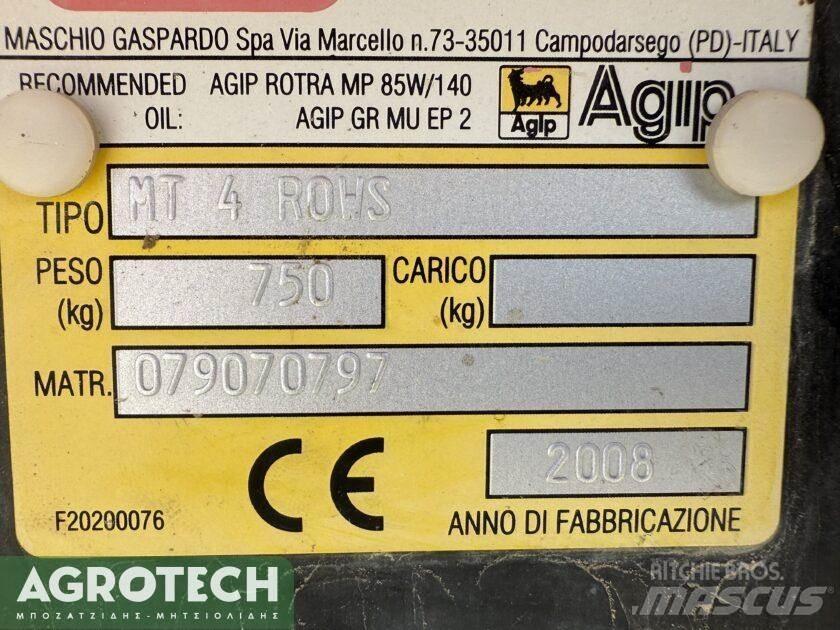 MASCHIO GASPARDO Spa Via Marcello n.73-35011 Campodarsego (PD)-ITALY
RECOMMENDED AGIP ROTRA MP 85W/140
OIL: AGIP GR MU EP 2
Agip
Agip
TIPO MT 4 ROWS
PESO (kg) 750
CARICO (kg)
MATR. 079070797
CE
2008
F20200076
ANNO DI FABBRICAZIONE
AGROTECH
ΜΠΟΖΑΤΖΙΔΗΣ-ΜΗΤΣΙΟΛΙΔΗΣ
RITCHIE BROS.
MASCUS